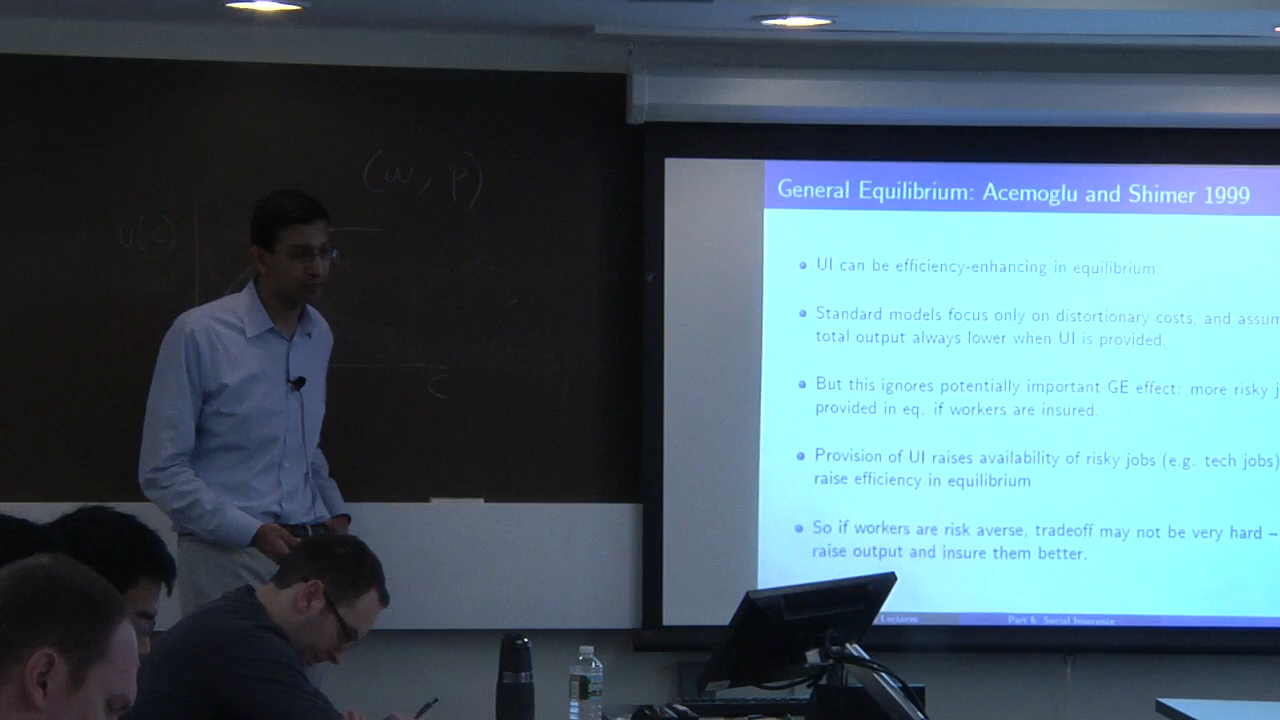 (w, p)
u(c)
c
General Equilibrium: Acemoglu and Shimer 1999
UI can be efficiency-enhancing in equilibrium.
Standard models focus only on distortionary costs, and assum
total output always lower when UI is provided.
But this ignores potentially important GE effect: more risky j
provided in eq. if workers are insured.
Provision of UI raises availability of risky jobs (e.g. tech jobs)
raise efficiency in equilibrium
So if workers are risk averse, tradeoff may not be very hard –
raise output and insure them better.
Lectures
Part 6: Social Insurance